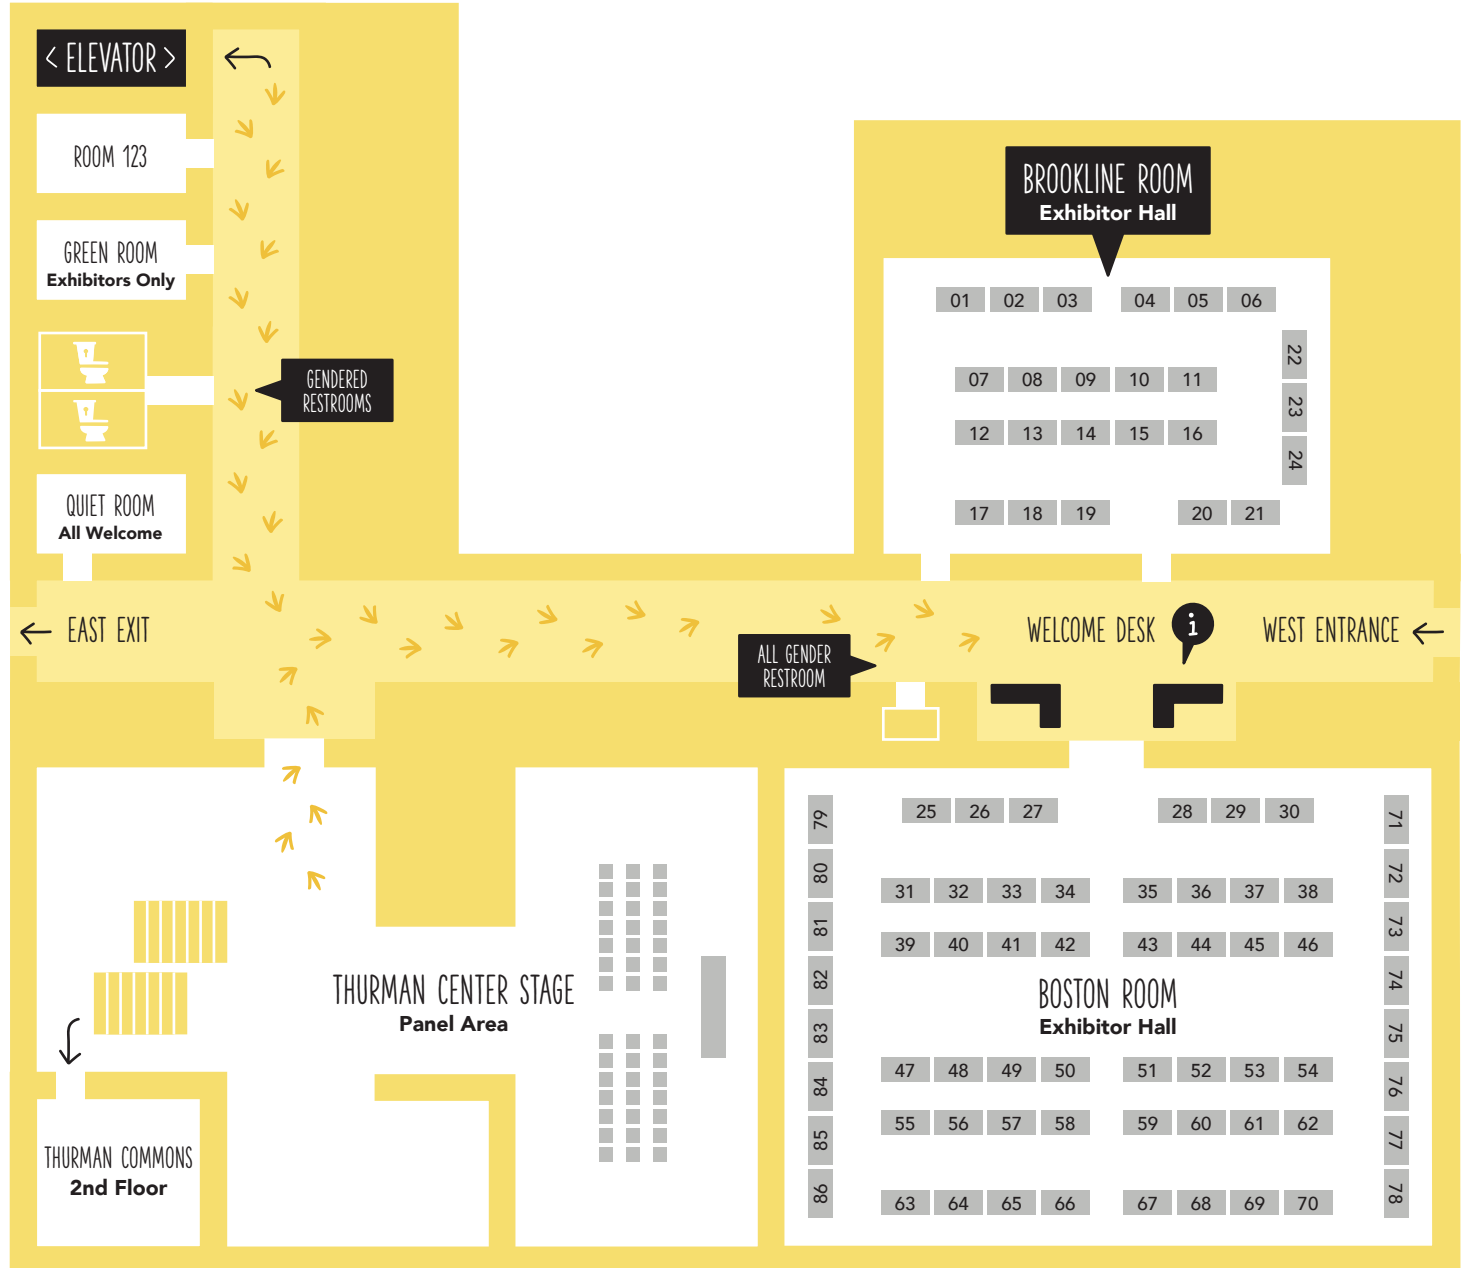 < ELEVATOR >
ROOM 123
GREEN ROOM
Exhibitors Only
GENDERED
RESTROOMS
QUIET ROOM
All Welcome
EAST EXIT
BROOKLINE ROOM
Exhibitor Hall
01 02 03 04 05 06
22
07 08 09 10 11
23
12 13 14 15 16
24
17 18 19 20 21
ALL GENDER
RESTROOM
WELCOME DESK i
WEST ENTRANCE
THURMAN CENTER STAGE
Panel Area
THURMAN COMMONS
2nd Floor
79 25 26 27 28 29 30 71
80 72
31 32 33 34 35 36 37 38
81 73
39 40 41 42 43 44 45 46
82 74
BOSTON ROOM
Exhibitor Hall
83 75
47 48 49 50 51 52 53 54
84 76
55 56 57 58 59 60 61 62
85 77
86 78
63 64 65 66 67 68 69 70